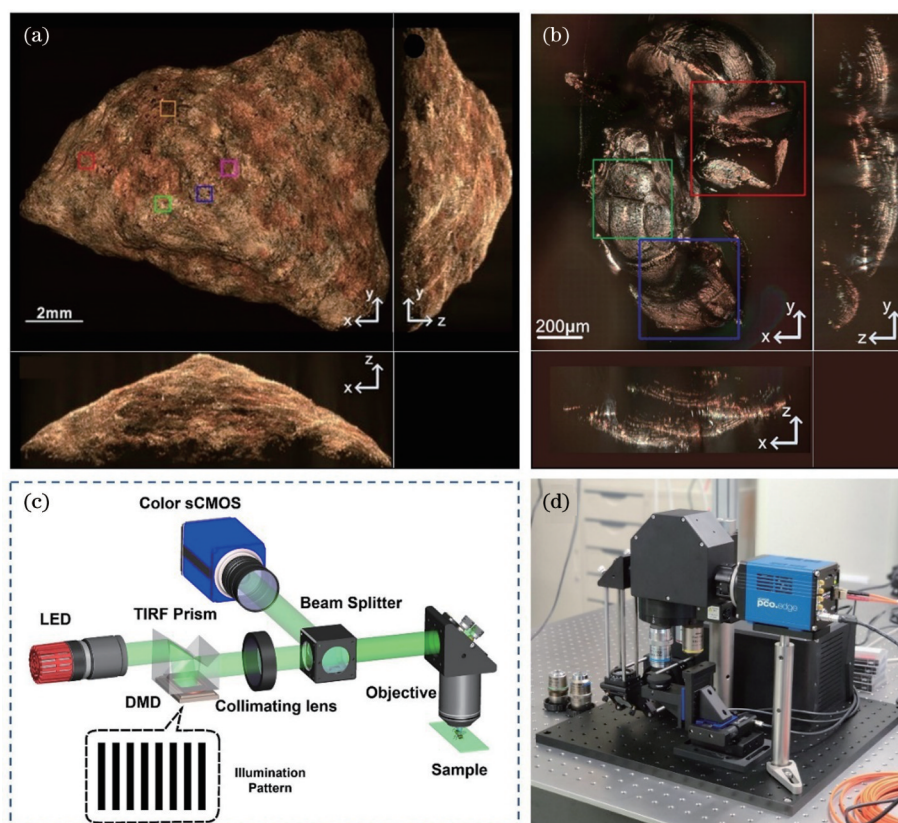 (a)
2mm
y
x
y
z
z
x
(b)
200μm
y
x
y
z
z
x
(c)
Color sCMOS
LED
TIRF Prism
Beam Splitter
DMD
Collimating lens
Objective
Sample
Illumination
Pattern
(d)
pco.edge